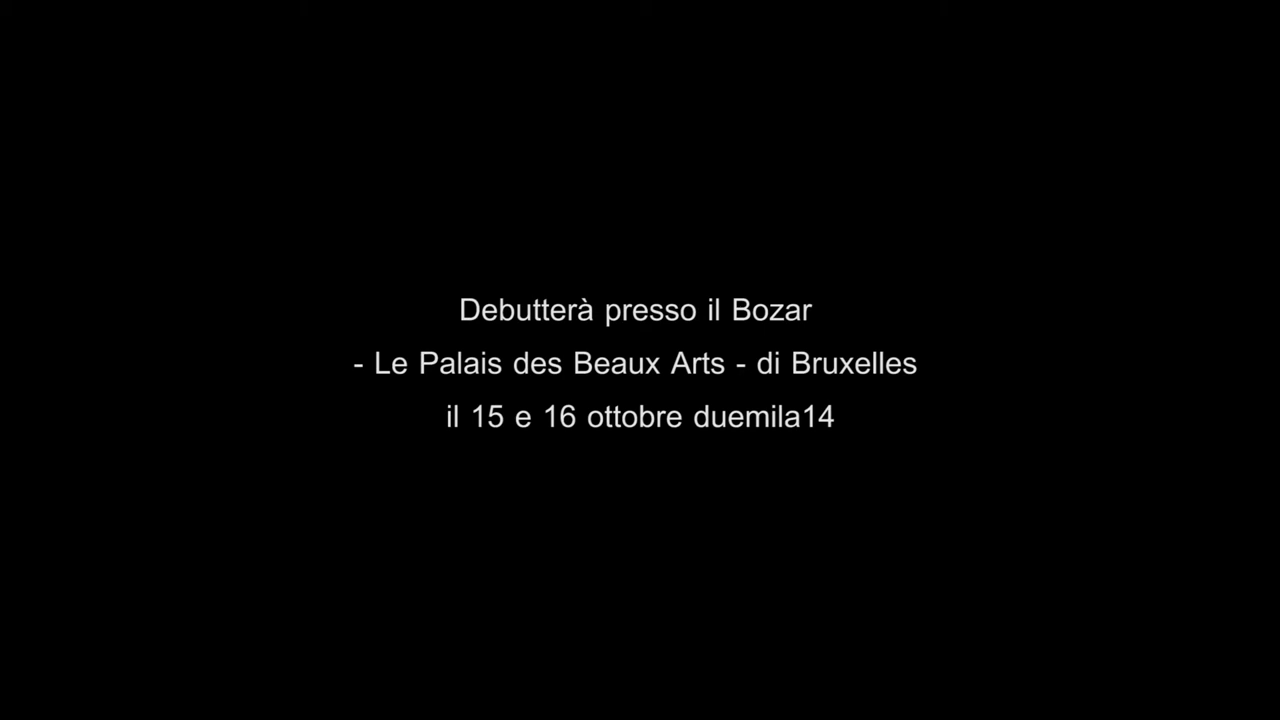 Debutterà presso il Bozar
- Le Palais des Beaux Arts - di Bruxelles
il 15 e 16 ottobre duemila14